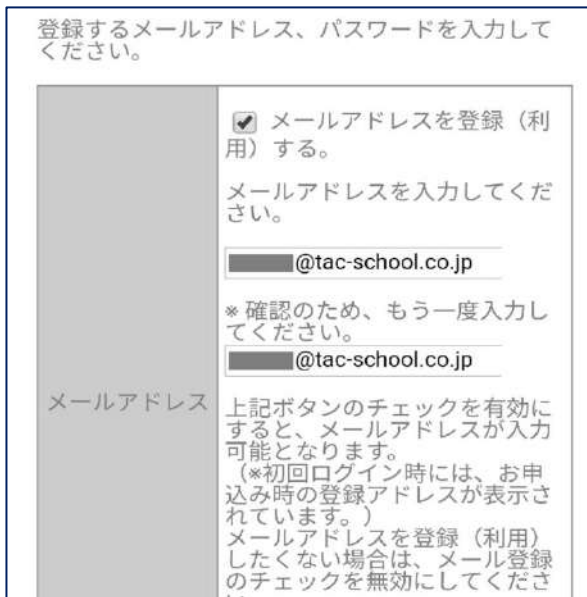 登録するメールアドレス、パスワードを入力して
ください。
メールアドレスを登録（利
用）する。
メールアドレスを入力してくだ
さい。
@tac-school.co.jp
※確認のため、もう一度入力し
てください。
@tac-school.co.jp
メールアドレス
上記ボタンのチェックを有効に
すると、メールアドレスが入力
可能となります。
（※初回ログイン時には、お申
込み時の登録アドレスが表示さ
れています。）
メールアドレスを登録（利用）
したくない場合は、メール登録
のチェックを無効にしてくださ